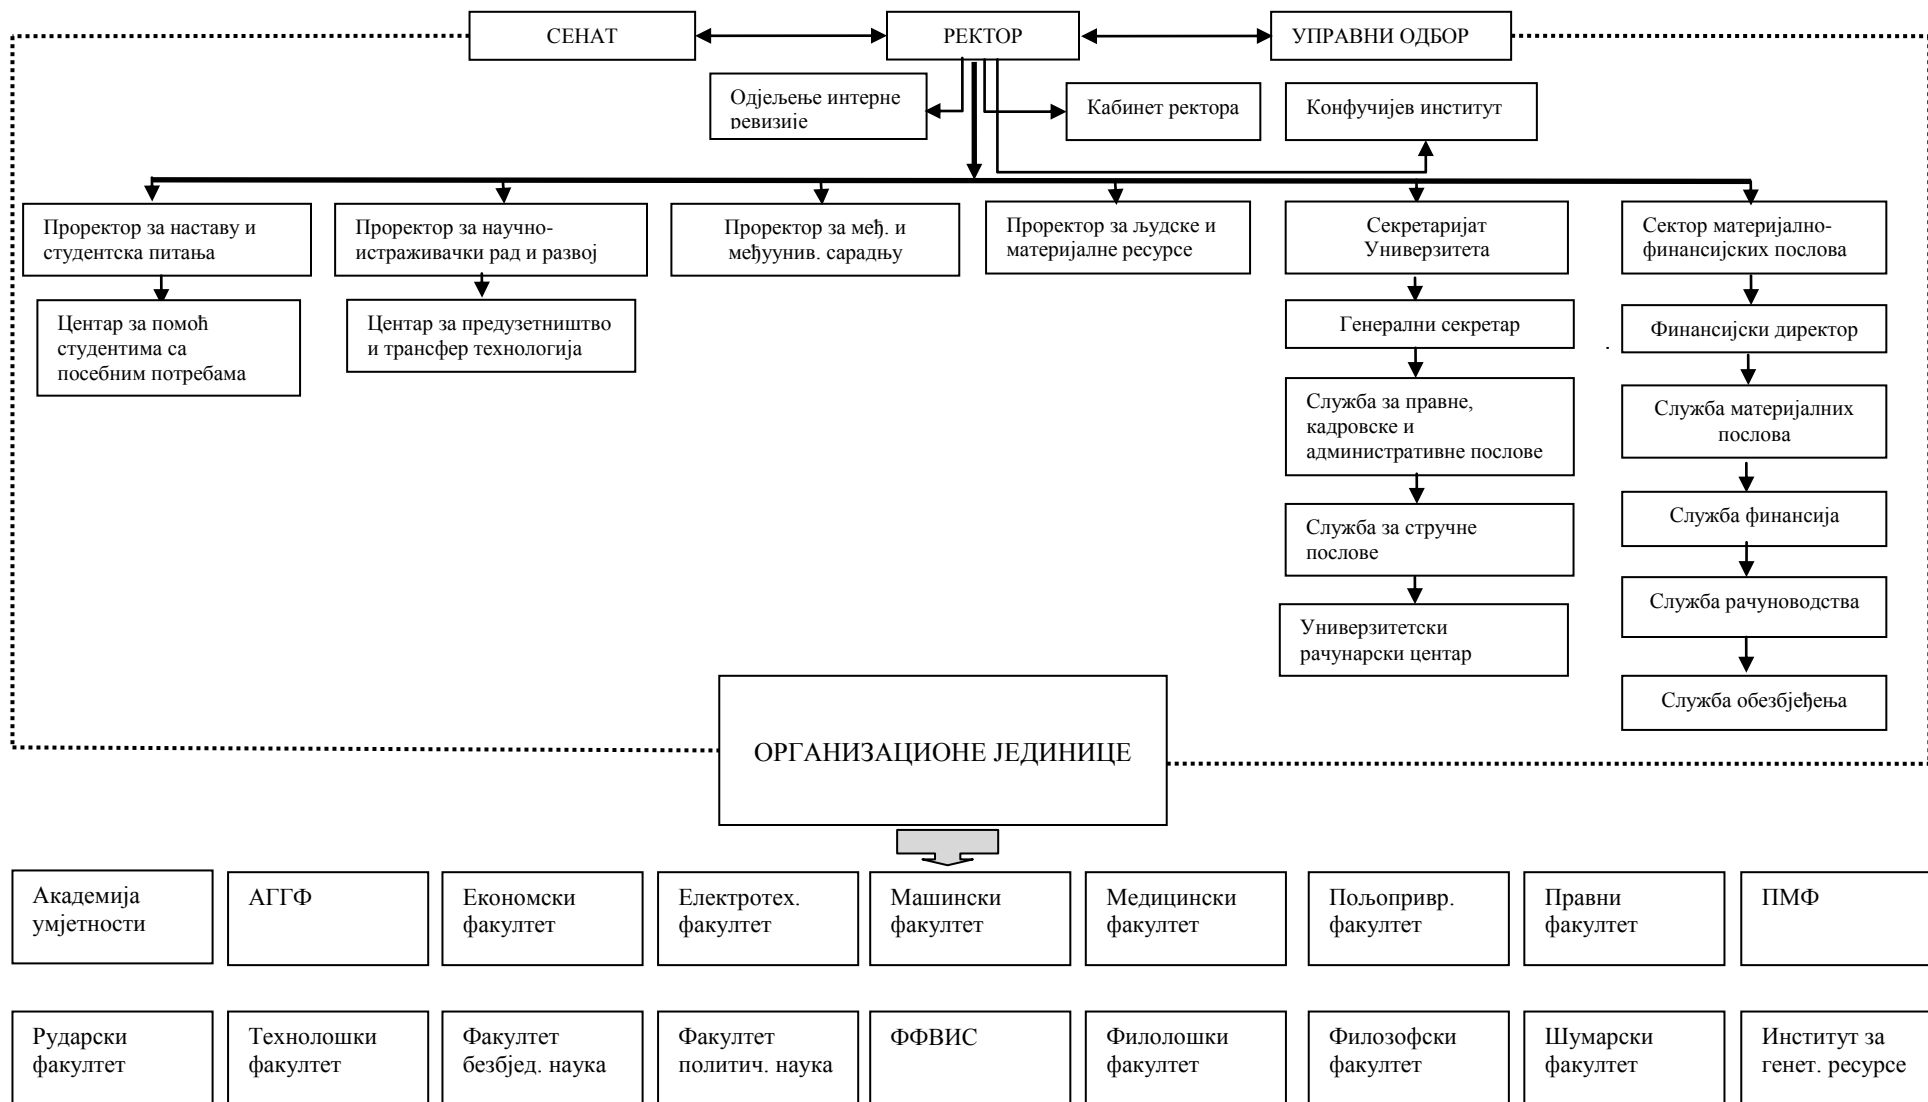 СЕНАТ
РЕКТОР
УПРАВНИ ОДБОР
Одјељење интерне
ревизије
Кабинет ректора
Конфучијев институт
Проректор за наставу и
студентска питања
Проректор за научно-
истраживачки рад и развој
Проректор за међ. и
међуунив. сарадњу
Проректор за људске и
материјалне ресурсе
Секретаријат
Универзитета
Сектор материјално-
финансијских послова
Центар за помоћ
студентима са
посебним потребама
Центар за предузетништво
и трансфер технологија
Генерални секретар
Финансијски директор
Служба за правне,
кадровске и
административне послове
Служба материјалних
послова
Служба за стручне
послове
Служба финансија
Универзитетски
рачунарски центар
Служба рачуноводства
Служба обезбјеђења
ОРГАНИЗАЦИОНЕ ЈЕДИНИЦЕ
Академија
умјетности
АГГФ
Економски
факултет
Електротех.
факултет
Машински
факултет
Медицински
факултет
Пољопривр.
факултет
Правни
факултет
ПМФ
Рударски
факултет
Технолошки
факултет
Факултет
безбјед. наука
Факултет
политич. наука
ФФВИС
Филолошки
факултет
Филозофски
факултет
Шумарски
факултет
Институт за
генет. ресурсе